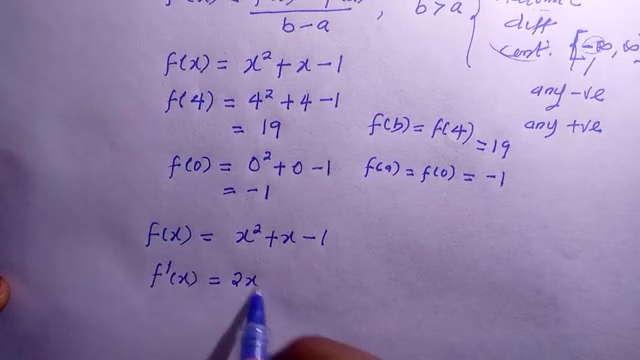 b - a , b > a
diff
const. [-∞, ∞
any -ve
any +ve
f(x) = x² + x - 1
f(4) = 4² + 4 - 1
= 19
f(b) = f(4) = 19
f(0) = 0² + 0 - 1
= -1
f(a) = f(0) = -1
f(x) = x² + x - 1
f'(x) = 2x